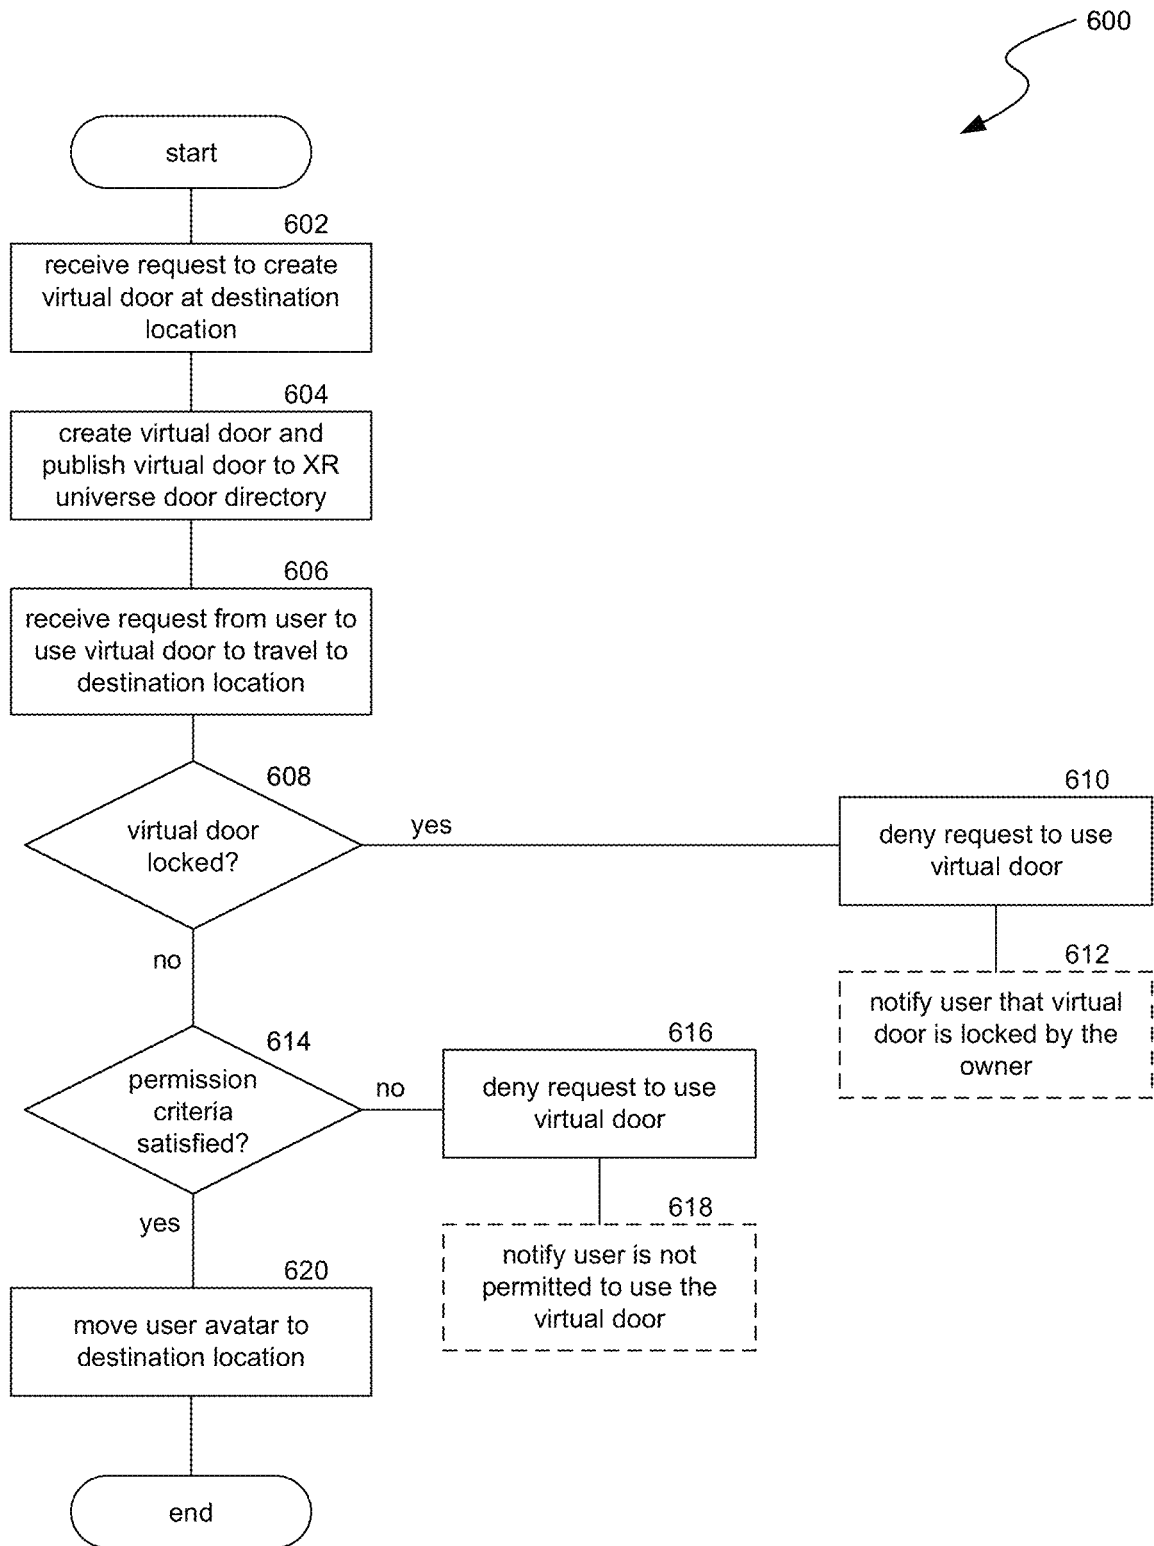 600
start
602
receive request to create
virtual door at destination
location
604
create virtual door and
publish virtual door to XR
universe door directory
606
receive request from user to
use virtual door to travel to
destination location
608
virtual door
locked?
yes
610
deny request to use
virtual door
612
notify user that virtual
door is locked by the
owner
no
614
permission
criteria
satisfied?
no
616
deny request to use
virtual door
618
notify user is not
permitted to use the
virtual door
yes
620
move user avatar to
destination location
end